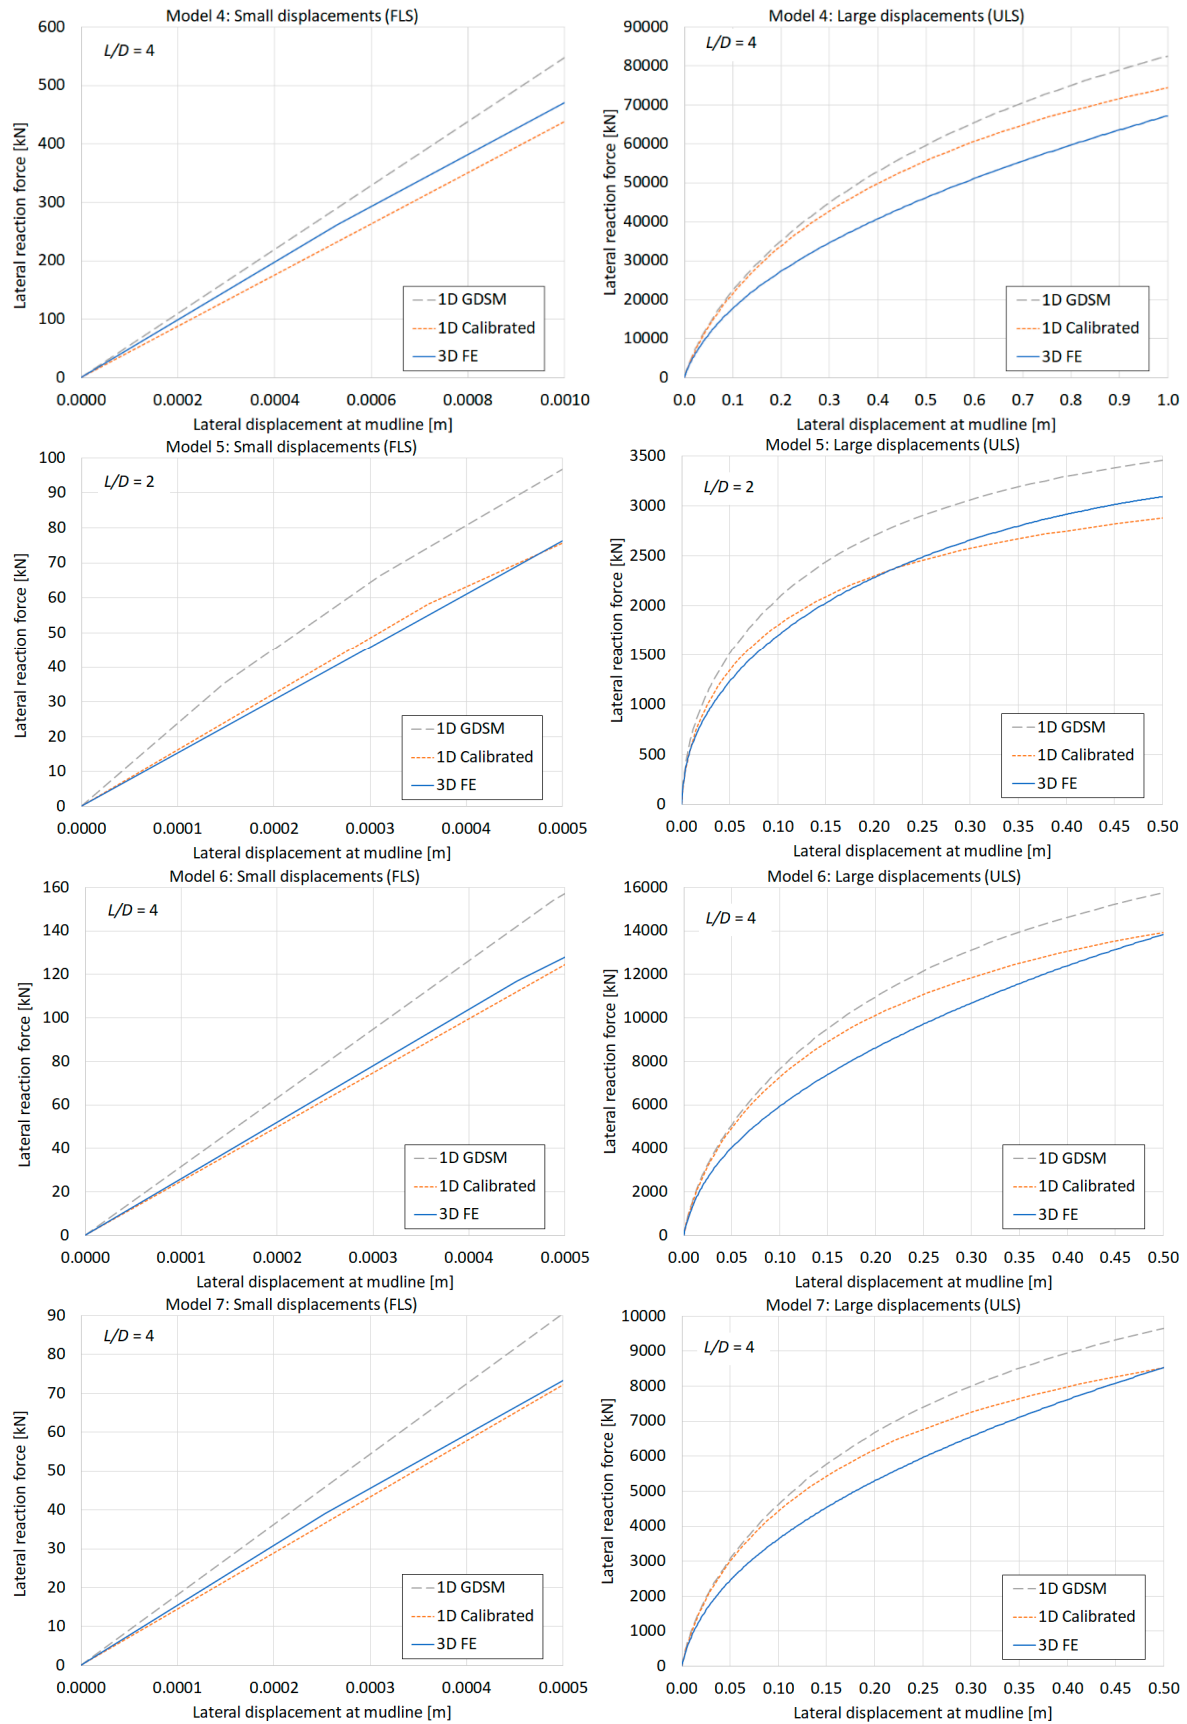 Model 4: Small displacements (FLS)
L/D = 4
Lateral reaction force [kN]
600
500
400
300
200
100
0
1D GDSM
1D Calibrated
3D FE
0.0000 0.0002 0.0004 0.0006 0.0008 0.0010
Lateral displacement at mudline [m]
Model 4: Large displacements (ULS)
L/D = 4
Lateral reaction force [kN]
90000
80000
70000
60000
50000
40000
30000
20000
10000
0
1D GDSM
1D Calibrated
3D FE
0.0 0.1 0.2 0.3 0.4 0.5 0.6 0.7 0.8 0.9 1.0
Lateral displacement at mudline [m]
Model 5: Small displacements (FLS)
L/D = 2
Lateral reaction force [kN]
100
90
80
70
60
50
40
30
20
10
0
1D GDSM
1D Calibrated
3D FE
0.0000 0.0001 0.0002 0.0003 0.0004 0.0005
Lateral displacement at mudline [m]
Model 5: Large displacements (ULS)
L/D = 2
Lateral reaction force [kN]
3500
3000
2500
2000
1500
1000
500
0
1D GDSM
1D Calibrated
3D FE
0.00 0.05 0.10 0.15 0.20 0.25 0.30 0.35 0.40 0.45 0.50
Lateral displacement at mudline [m]
Model 6: Small displacements (FLS)
L/D = 4
Lateral reaction force [kN]
160
140
120
100
80
60
40
20
0
1D GDSM
1D Calibrated
3D FE
0.0000 0.0001 0.0002 0.0003 0.0004 0.0005
Lateral displacement at mudline [m]
Model 6: Large displacements (ULS)
L/D = 4
Lateral reaction force [kN]
16000
14000
12000
10000
8000
6000
4000
2000
0
1D GDSM
1D Calibrated
3D FE
0.00 0.05 0.10 0.15 0.20 0.25 0.30 0.35 0.40 0.45 0.50
Lateral displacement at mudline [m]
Model 7: Small displacements (FLS)
L/D = 4
Lateral reaction force [kN]
90
80
70
60
50
40
30
20
10
0
1D GDSM
1D Calibrated
3D FE
0.0000 0.0001 0.0002 0.0003 0.0004 0.0005
Lateral displacement at mudline [m]
Model 7: Large displacements (ULS)
L/D = 4
Lateral reaction force [kN]
10000
9000
8000
7000
6000
5000
4000
3000
2000
1000
0
1D GDSM
1D Calibrated
3D FE
0.00 0.05 0.10 0.15 0.20 0.25 0.30 0.35 0.40 0.45 0.50
Lateral displacement at mudline [m]